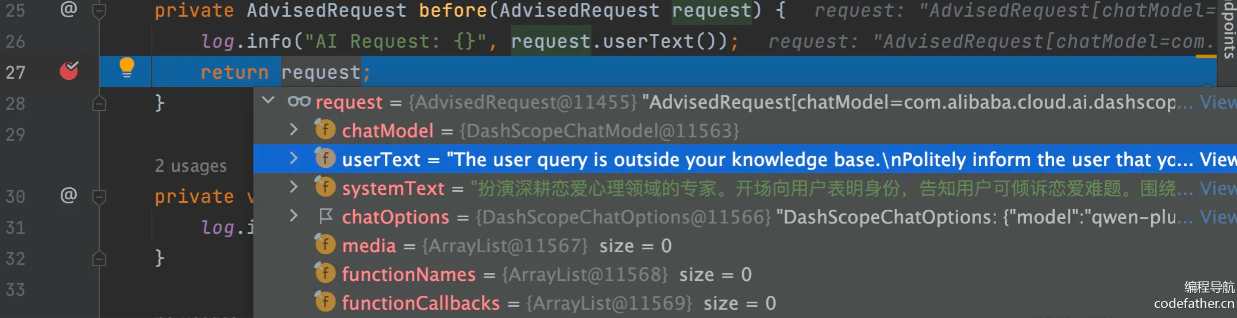 25 @ private AdvisedRequest before(AdvisedRequest request) { request: "AdvisedRequest[chatModel=
26 log.info("AI Request: {}", request.userText()); request: "AdvisedRequest[chatModel=com.
27 return request;
28 }
request = {AdvisedRequest@11455} "AdvisedRequest[chatModel=com.alibaba.cloud.ai.dashscop... View
29
chatModel = {DashScopeChatModel@11563}
2 usages
userText = "The user query is outside your knowledge base.\nPolitely inform the user that yo... View
30 @ private v
systemText = "扮演深耕恋爱心理领域的专家。开场向用户表明身份，告知用户可倾诉恋爱难题。围绕... View
chatOptions = {DashScopeChatOptions@11566} "DashScopeChatOptions: {"model":"qwen-plu... View
31 log.i
media = {ArrayList@11567} size = 0
32 }
functionNames = {ArrayList@11568} size = 0
33
functionCallbacks = {ArrayList@11569} size = 0
dpoints
编程导航
codefather.cn